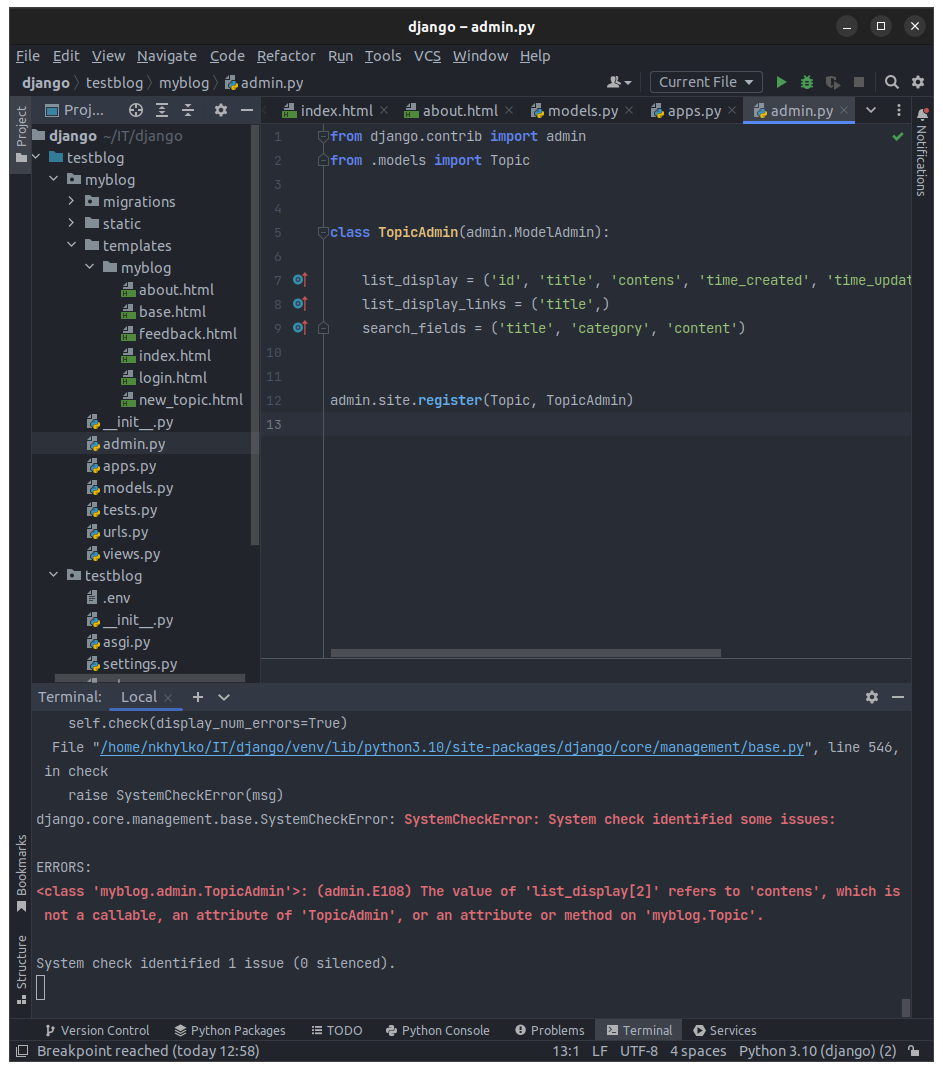 django – admin.py
File Edit View Navigate Code Refactor Run Tools VCS Window Help
django testblog myblog admin.py Current File
Project
Proj...
index.html about.html models.py apps.py admin.py
Notifications
django ~/IT/django
testblog
myblog
migrations
static
templates
myblog
about.html
base.html
feedback.html
index.html
login.html
new_topic.html
__init__.py
admin.py
apps.py
models.py
tests.py
urls.py
views.py
testblog
.env
__init__.py
asgi.py
settings.py
1 from django.contrib import admin
2 from .models import Topic
3
4
5 class TopicAdmin(admin.ModelAdmin):
6
7 list_display = ('id', 'title', 'contens', 'time_created', 'time_updat
8 list_display_links = ('title',)
9 search_fields = ('title', 'category', 'content')
10
11
12 admin.site.register(Topic, TopicAdmin)
13
Terminal: Local
self.check(display_num_errors=True)
File "/home/nkhylko/IT/django/venv/lib/python3.10/site-packages/django/core/management/base.py", line 546,
in check
raise SystemCheckError(msg)
django.core.management.base.SystemCheckError: SystemCheckError: System check identified some issues:
ERRORS:
<class 'myblog.admin.TopicAdmin'>: (admin.E108) The value of 'list_display[2]' refers to 'contens', which is
not a callable, an attribute of 'TopicAdmin', or an attribute or method on 'myblog.Topic'.
System check identified 1 issue (0 silenced).
Bookmarks
Structure
Version Control Python Packages TODO Python Console Problems Terminal Services
Breakpoint reached (today 12:58) 13:1 LF UTF-8 4 spaces Python 3.10 (django) (2)